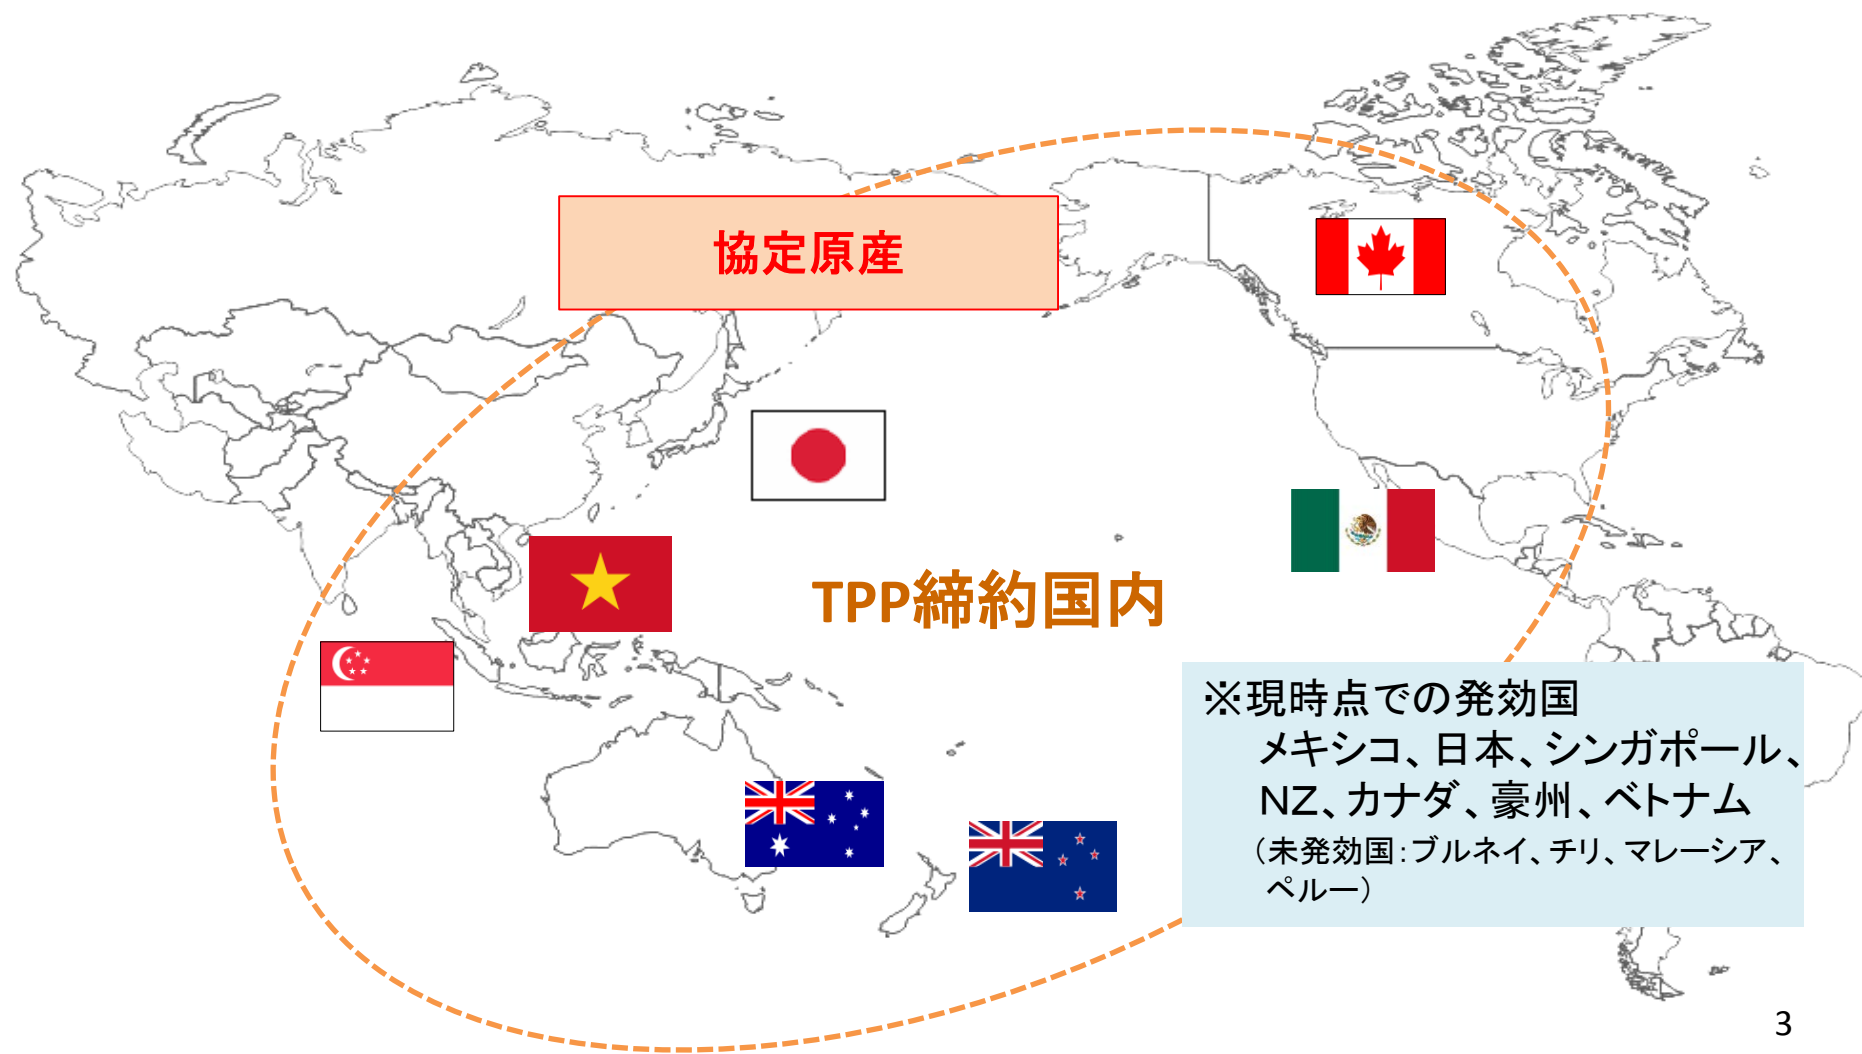 協定原産
TPP締約国内
※現時点での発効国
メキシコ、日本、シンガポール、
NZ、カナダ、豪州、ベトナム
（未発効国：ブルネイ、チリ、マレーシア、
ペルー）
3